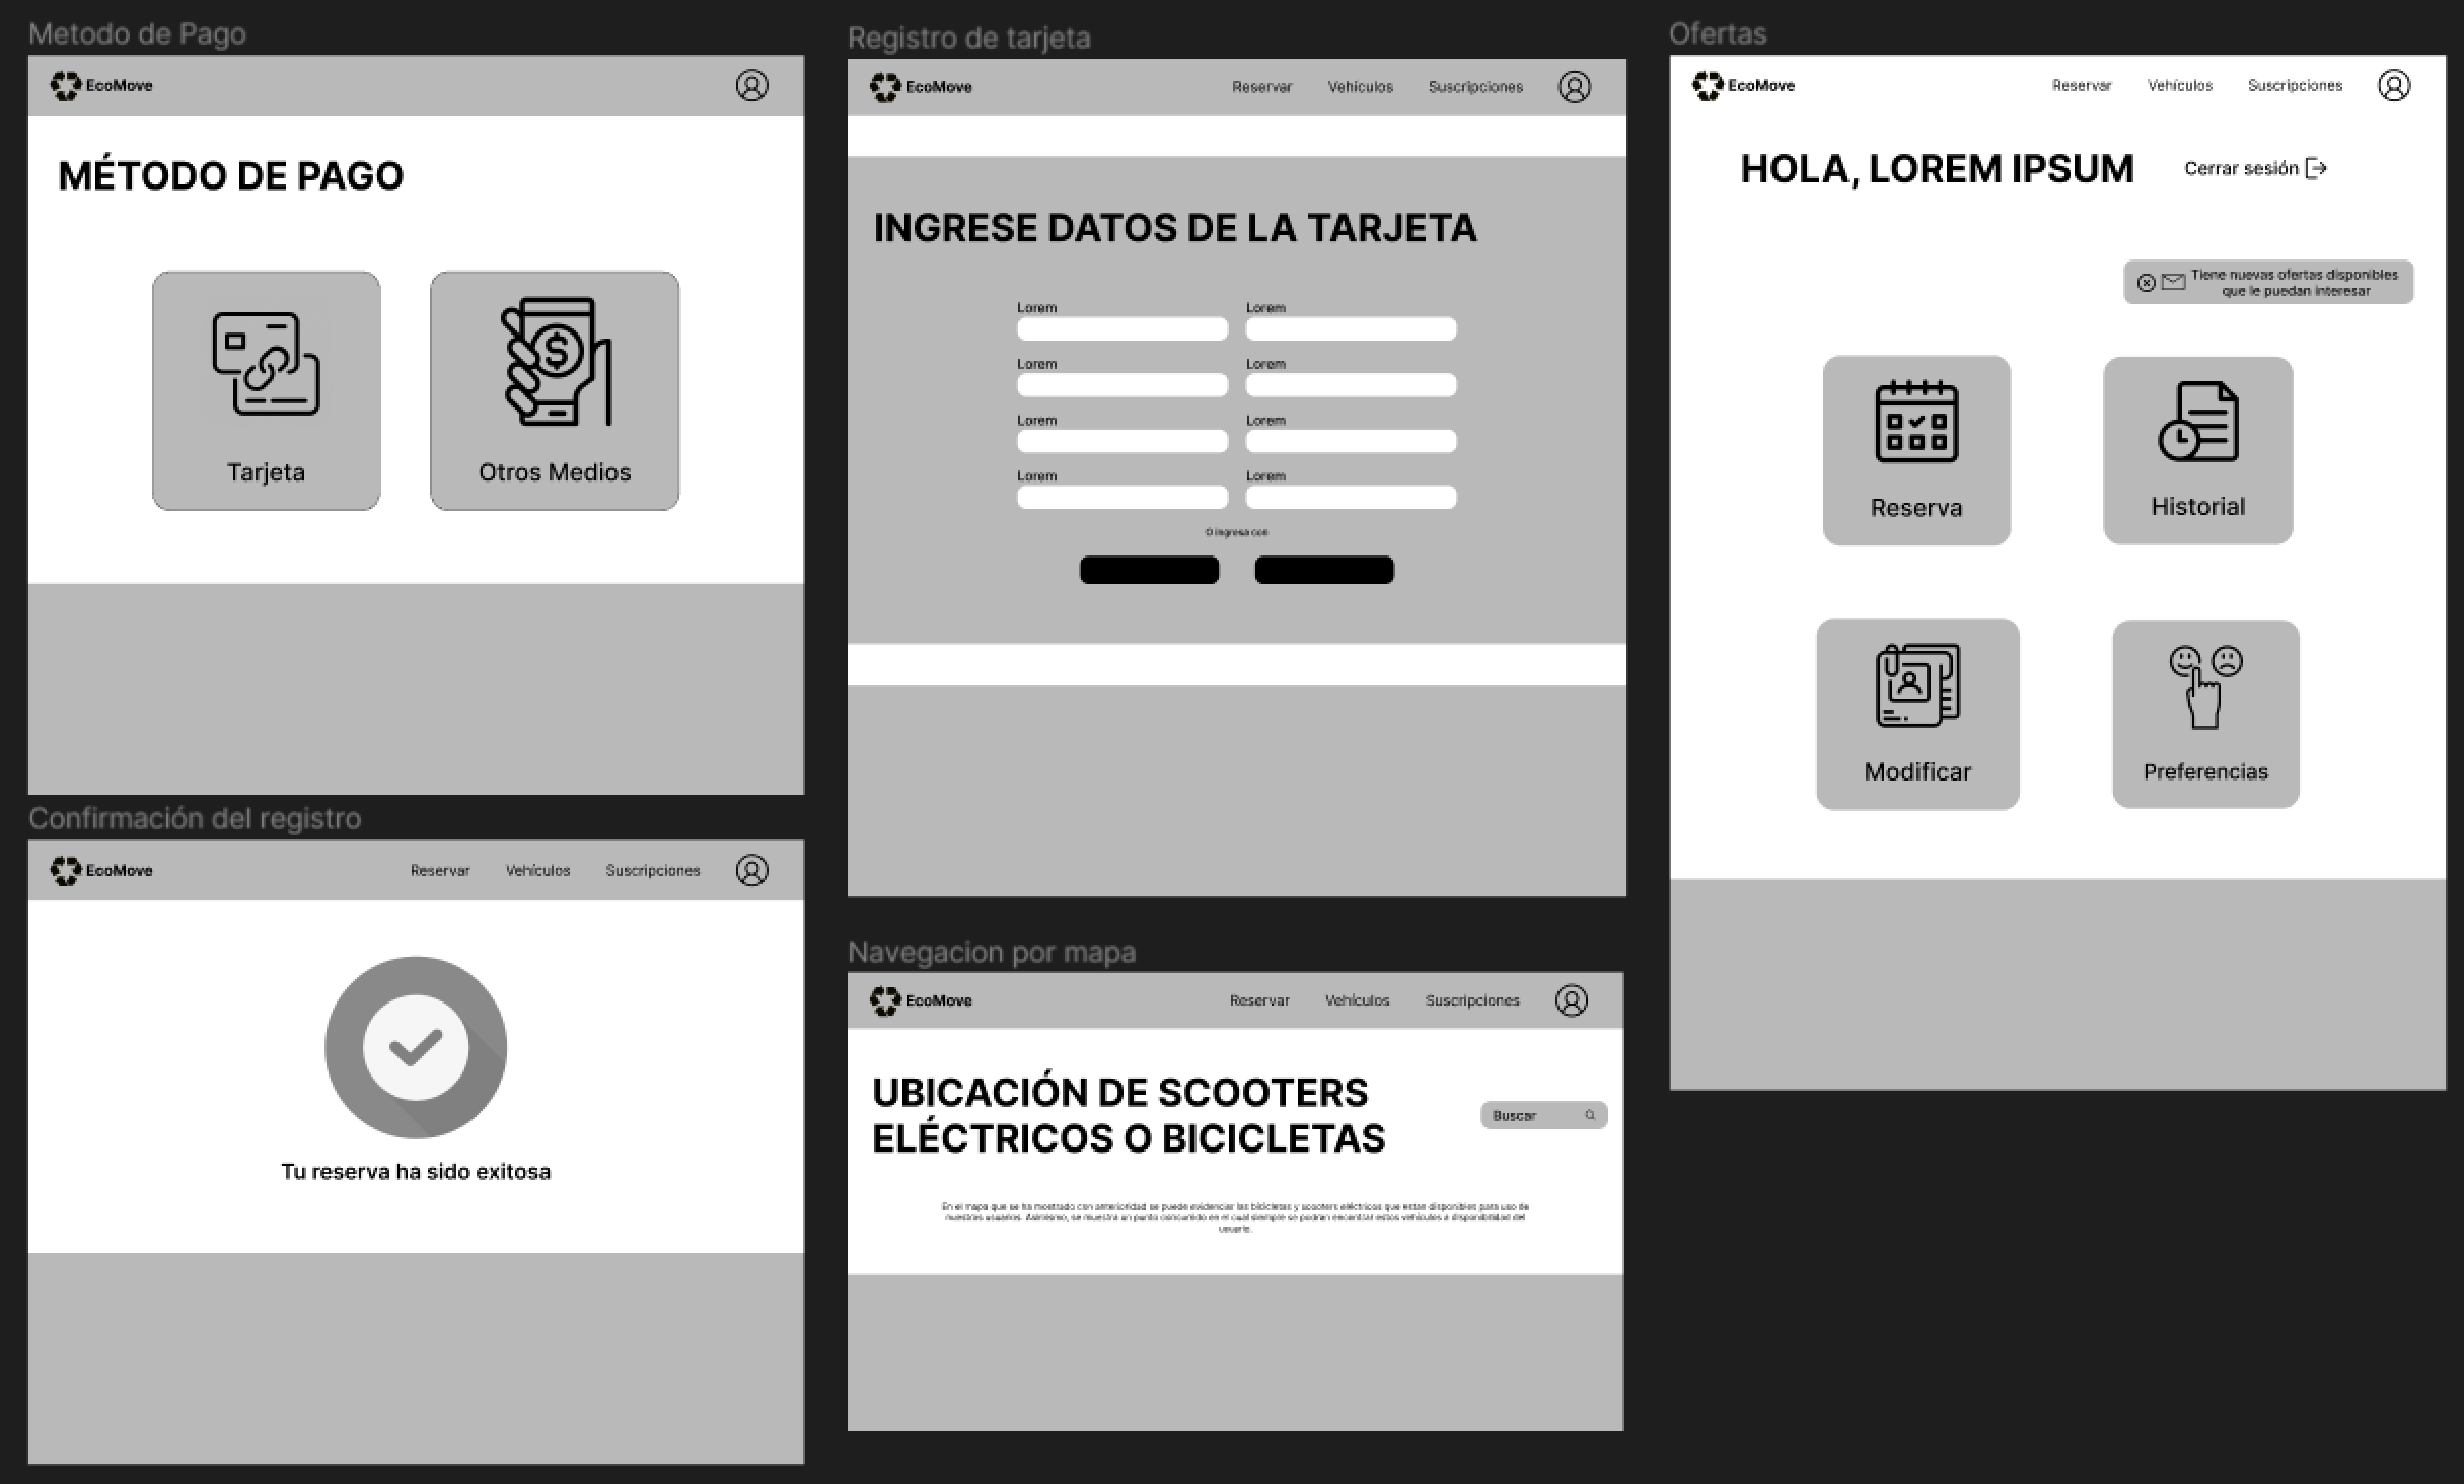 Metodo de Pago
EcoMove
MÉTODO DE PAGO
Tarjeta
Otros Medios
Confirmación del registro
EcoMove
Reservar
Vehículos
Suscripciones
Tu reserva ha sido exitosa
Registro de tarjeta
EcoMove
Reservar
Vehículos
Suscripciones
INGRESE DATOS DE LA TARJETA
Lorem
Lorem
Lorem
Lorem
Lorem
Lorem
Lorem
Lorem
O ingresa con
Navegacion por mapa
EcoMove
Reservar
Vehículos
Suscripciones
UBICACIÓN DE SCOOTERS
ELÉCTRICOS O BICICLETAS
Buscar
En el mapa que se ha mostrado con anterioridad se puede evidenciar las bicicletas y scooters eléctricos que estan disponibles para uso de
nuestros usuarios. Asimismo, se muestra un punto concurrido en el cual siempre se podran encontrar estos vehículos a disponibilidad del
usuario.
Ofertas
EcoMove
Reservar
Vehículos
Suscripciones
HOLA, LOREM IPSUM
Cerrar sesión
Tiene nuevas ofertas disponibles
que le puedan interesar
Reserva
Historial
Modificar
Preferencias